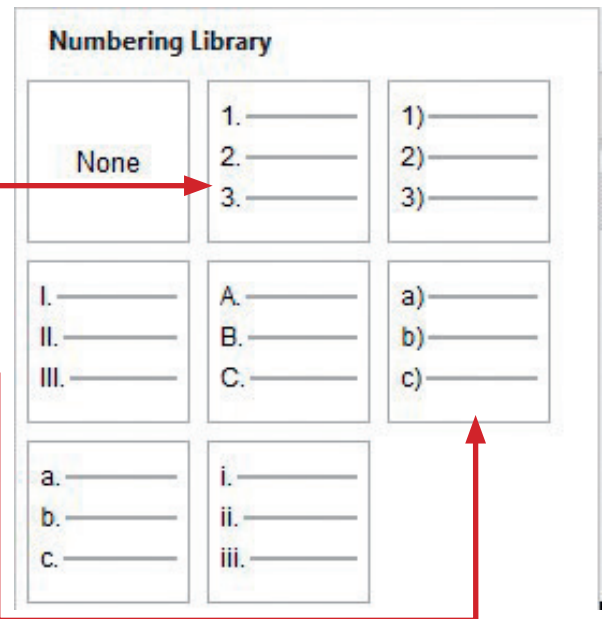 Numbering Library
None
1.
2.
3.
1)
2)
3)
I.
II.
III.
A.
B.
C.
a)
b)
c)
a.
b.
c.
i.
ii.
iii.